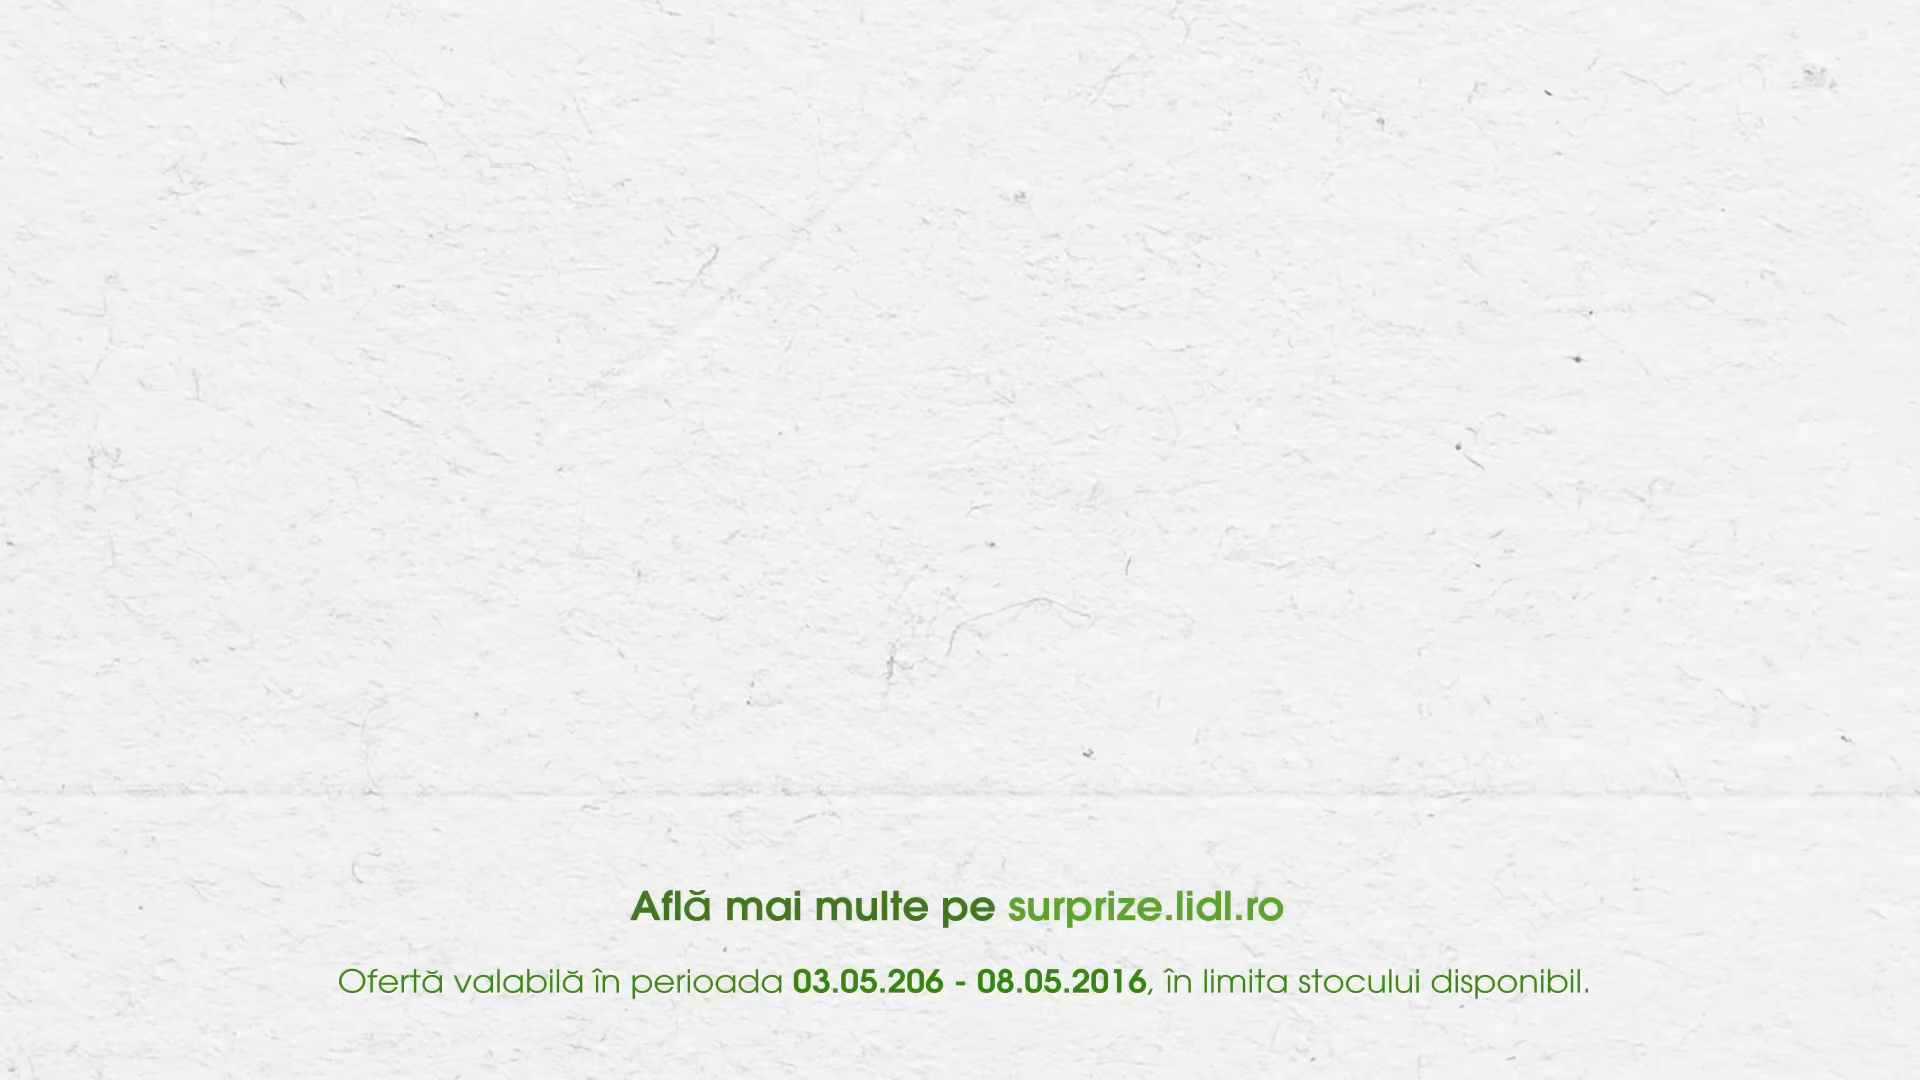 Află mai multe pe surprize.lidl.ro
Ofertă valabilă în perioada 03.05.206 - 08.05.2016, în limita stocului disponibil.